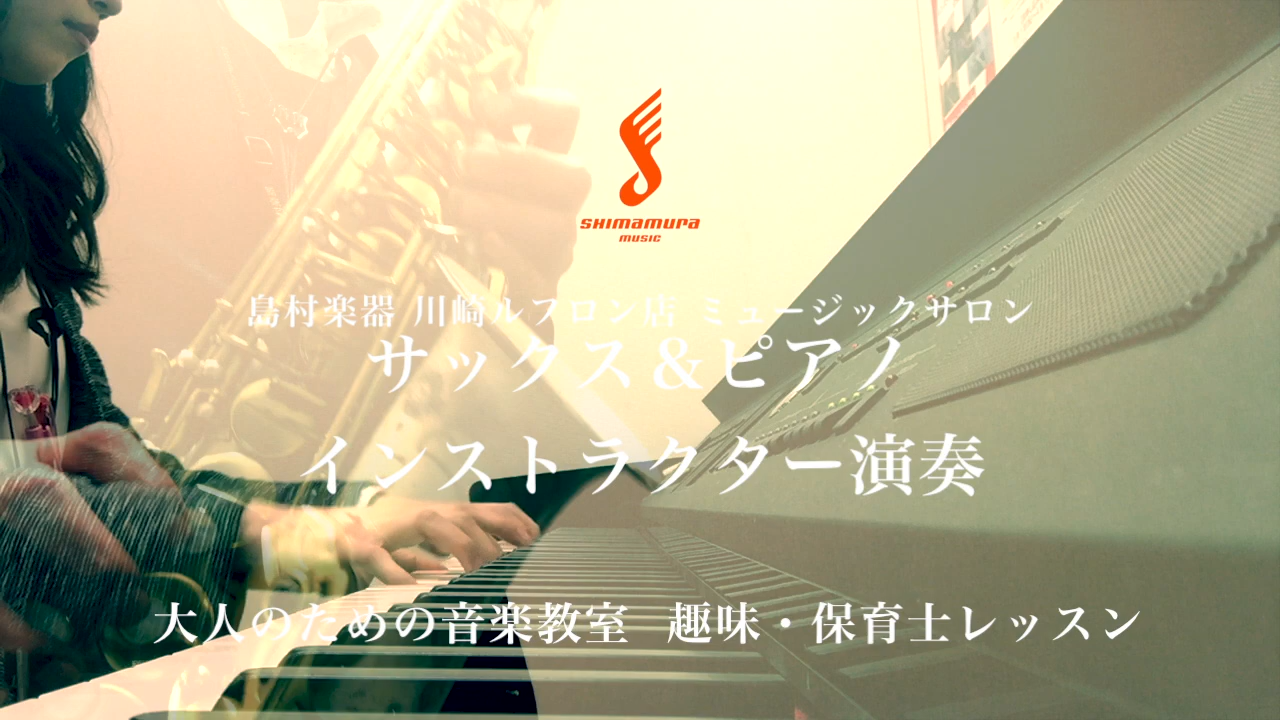 SHIMAMURA
MUSIC
島村楽器 川崎ルフロン店 ミュージックサロン
サックス＆ピアノ
インストラクター演奏
大人のための音楽教室 趣味・保育士レッスン